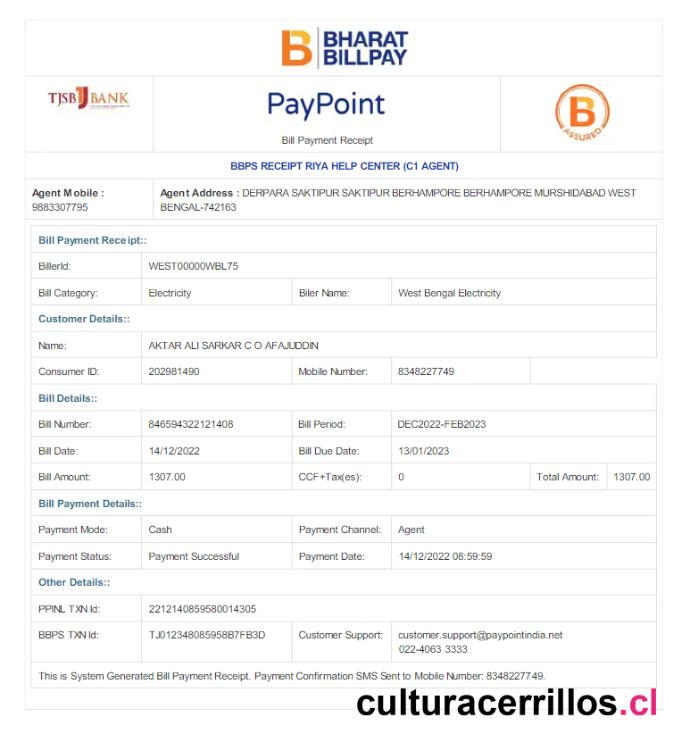 BHARAT
BILLPAY
TJSB BANK
PayPoint
Bill Payment Receipt
B
ASSURED
BBPS RECEIPT RIYA HELP CENTER (C1 AGENT)
Agent Mobile :
9883307795
Agent Address : DERPARA SAKTIPUR SAKTIPUR BERHAMPORE BERHAMPORE MURSHIDABAD WEST
BENGAL-742163
Bill Payment Receipt::
BillerId: WEST00000WBL75
Bill Category: Electricity Biler Name: West Bengal Electricity
Customer Details::
Name: AKTAR ALI SARKAR C O AFAJUDDIN
Consumer ID: 202981490 Mobile Number: 8348227749
Bill Details::
Bill Number: 846594322121408 Bill Period: DEC2022-FEB2023
Bill Date: 14/12/2022 Bill Due Date: 13/01/2023
Bill Amount: 1307.00 CCF+Tax(es): 0 Total Amount: 1307.00
Bill Payment Details::
Payment Mode: Cash Payment Channel: Agent
Payment Status: Payment Successful Payment Date: 14/12/2022 08:59:59
Other Details::
PPINL TXN Id: 2212140859580014305
BBPS TXN Id: TJ012348085958B7FB3D Customer Support: customer.support@paypointindia.net
022-4063 3333
This is System Generated Bill Payment Receipt. Payment Confirmation SMS Sent to Mobile Number: 8348227749.
culturacerrillos.cl